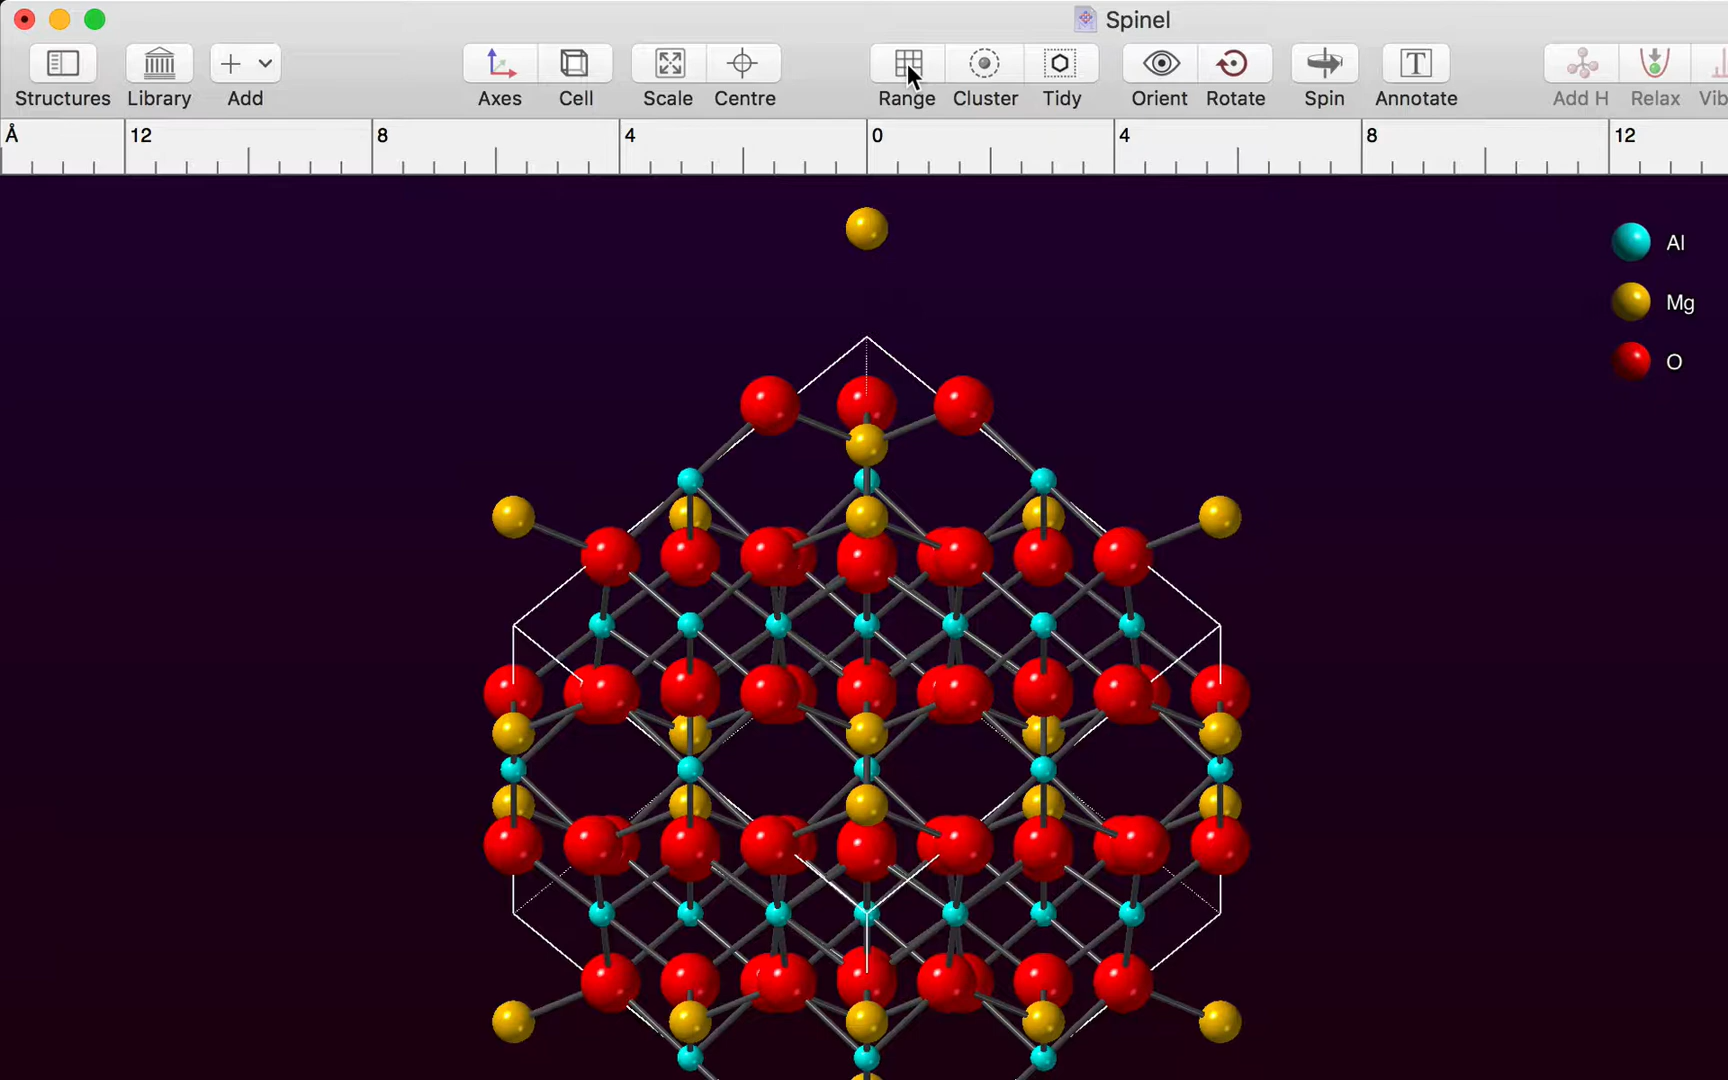 Spinel
Structures Library Add Axes Cell Scale Centre Range Cluster Tidy Orient Rotate Spin Annotate Add H Relax
Å 12 8 4 0 4 8 12
Al
Mg
O